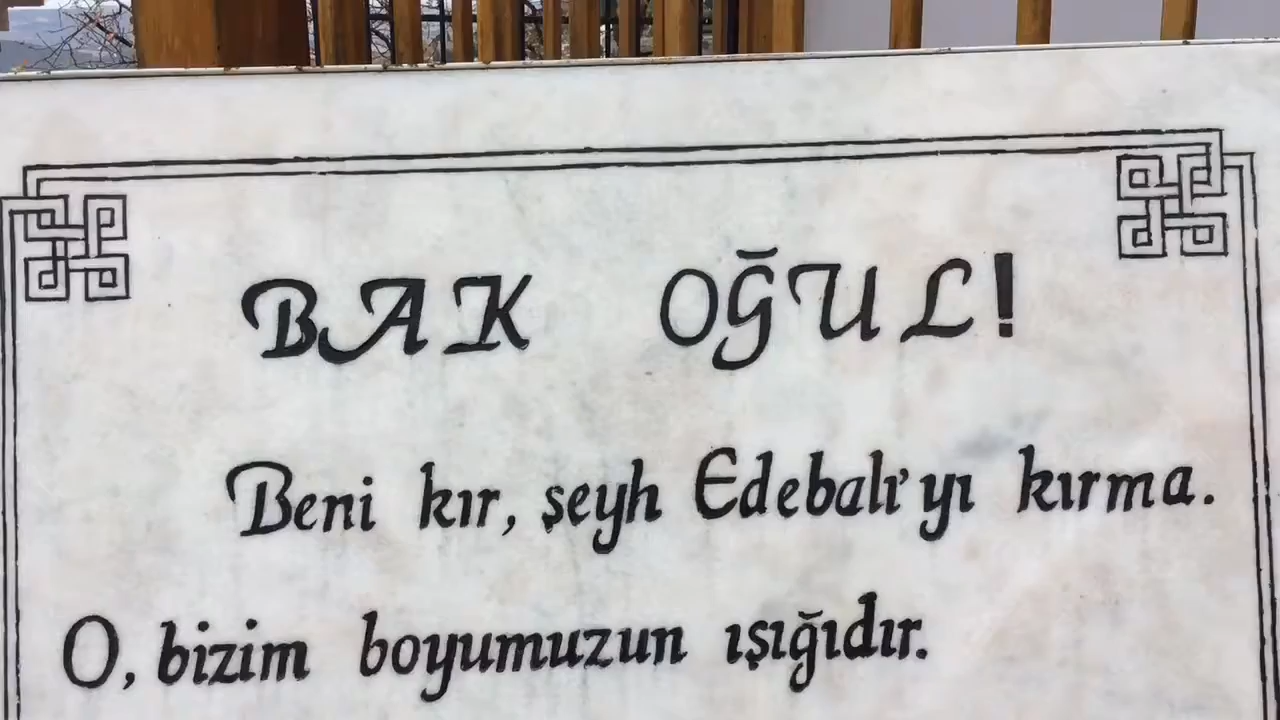 BAK OĞUL!
Beni kır, şeyh Edebalı'yı kırma.
O, bizim boyumuzun ışığıdır.